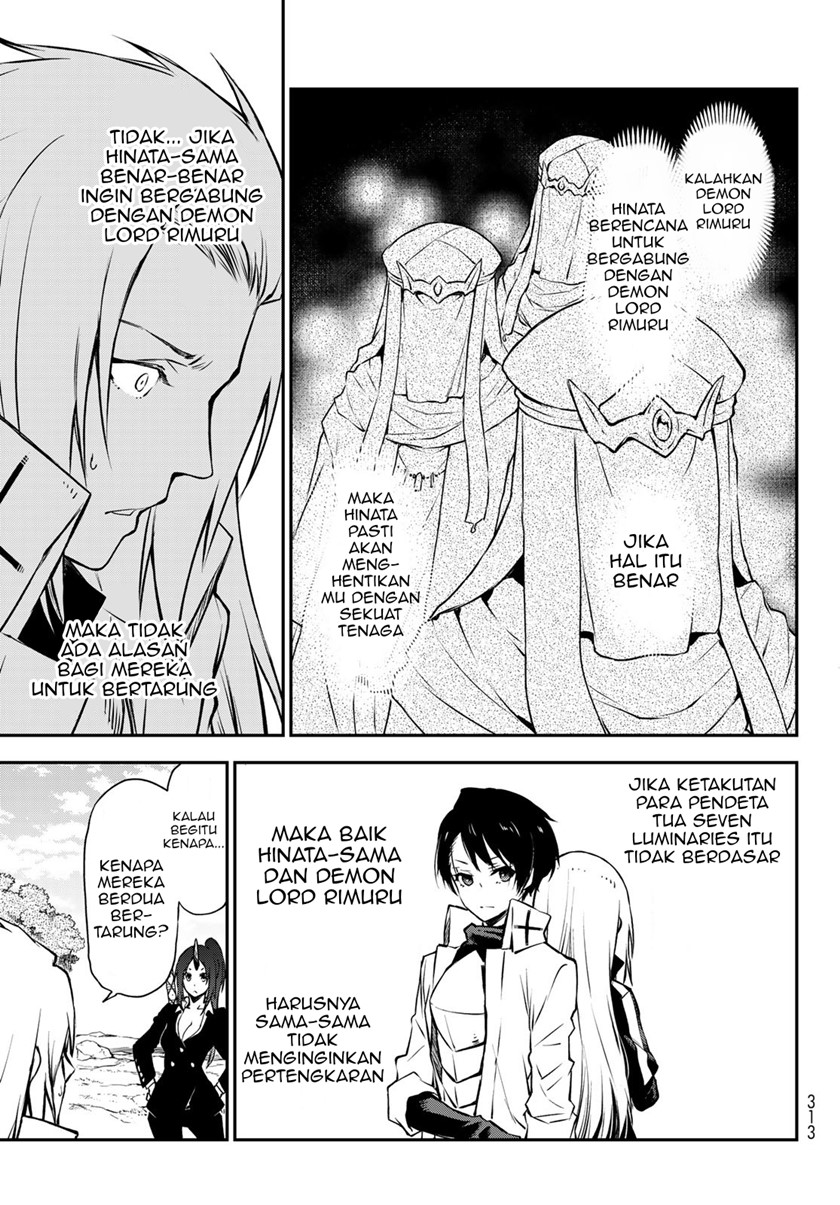 KALAHKAN
DEMON
LORD
RIMURU
HINATA
BERENCANA
UNTUK
BERGABUNG
DENGAN
DEMON
LORD
RIMURU
JIKA
HAL ITU
BENAR
MAKA
HINATA
PASTI
AKAN
MENG-
HENTIKAN
MU DENGAN
SEKUAT
TENAGA
TIDAK... JIKA
HINATA-SAMA
BENAR-BENAR
INGIN BERGABUNG
DENGAN DEMON
LORD RIMURU
MAKA TIDAK
ADA ALASAN
BAGI MEREKA
UNTUK BERTARUNG
JIKA KETAKUTAN
PARA PENDETA
TUA SEVEN
LUMINARIES ITU
TIDAK BERDASAR
MAKA BAIK
HINATA-SAMA
DAN DEMON
LORD RIMURU
HARUSNYA
SAMA-SAMA
TIDAK
MENGINGINKAN
PERTENGKARAN
KALAU
BEGITU
KENAPA...
KENAPA
MEREKA
BERDUA
BER-
TARUNG?
313